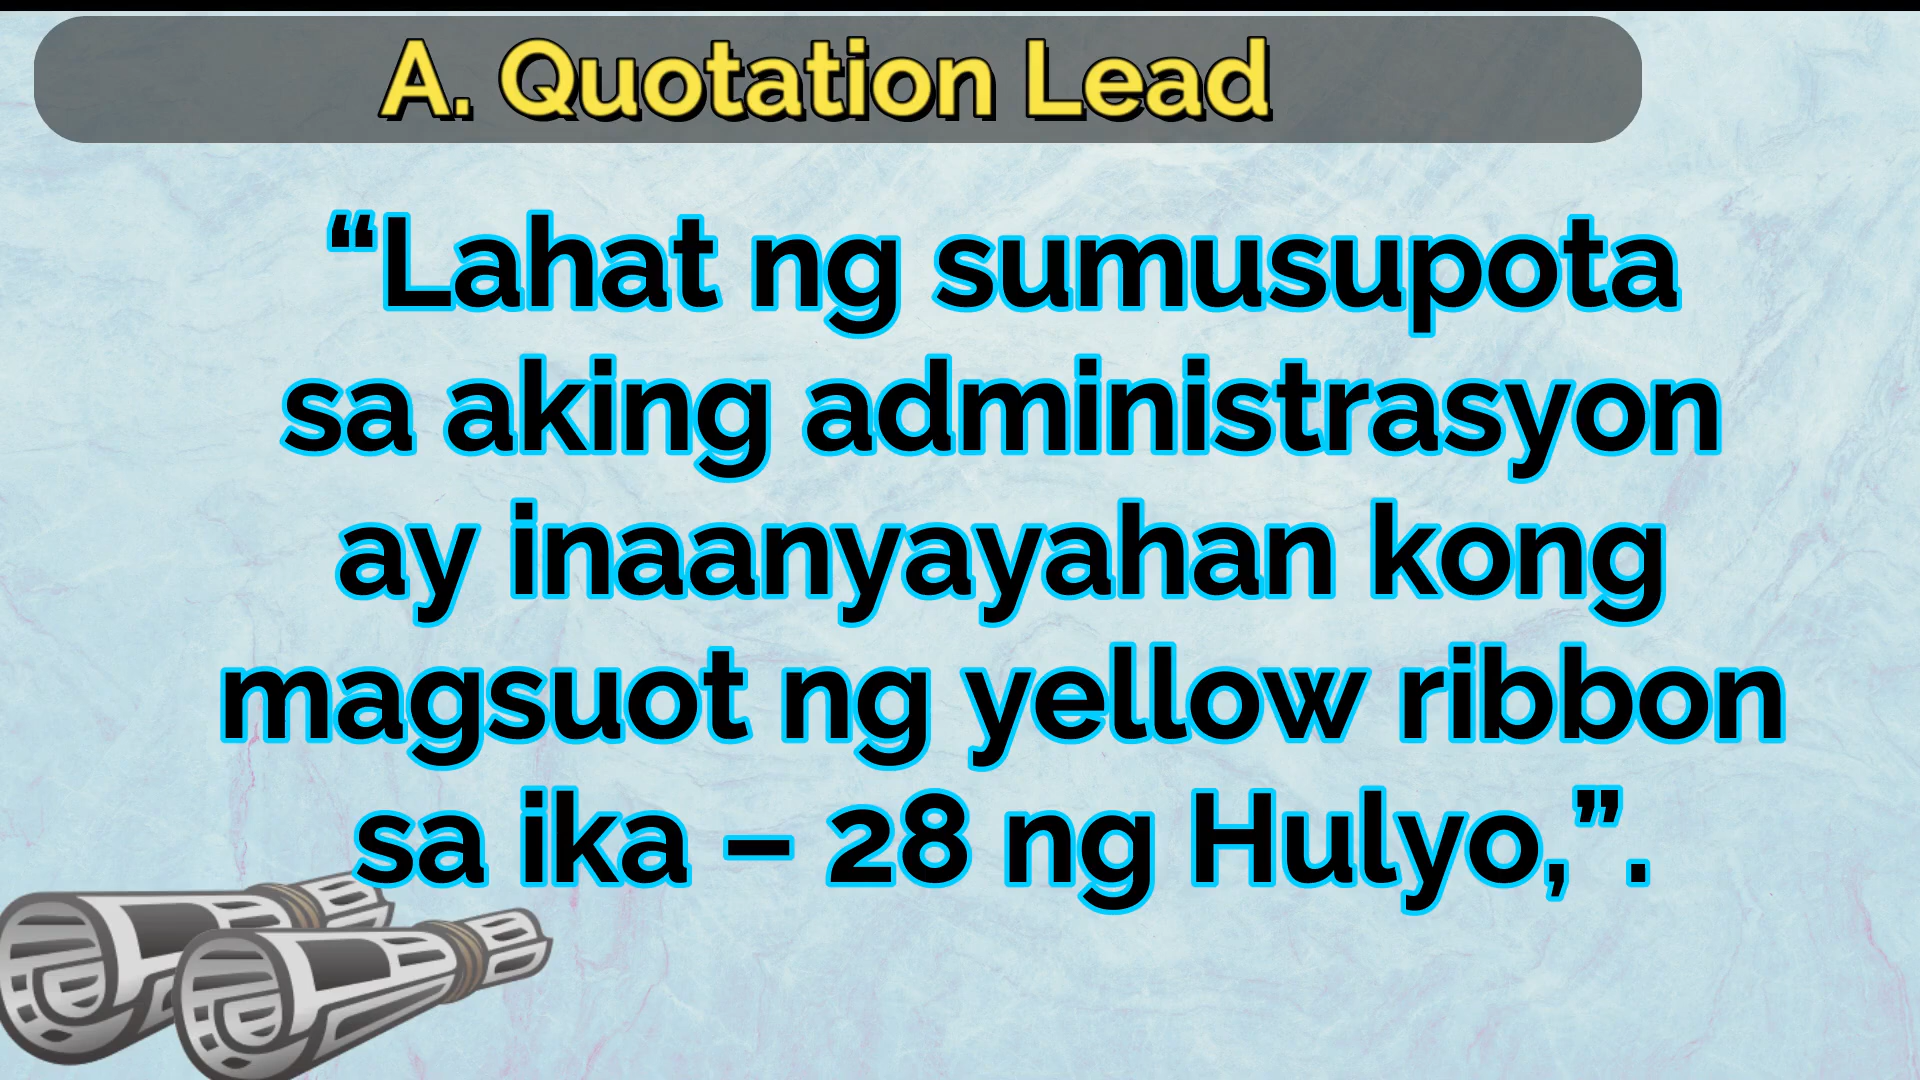 A. Quotation Lead
“Lahat ng sumusupota
sa aking administrasyon
ay inaanyayahan kong
magsuot ng yellow ribbon
sa ika – 28 ng Hulyo,”.